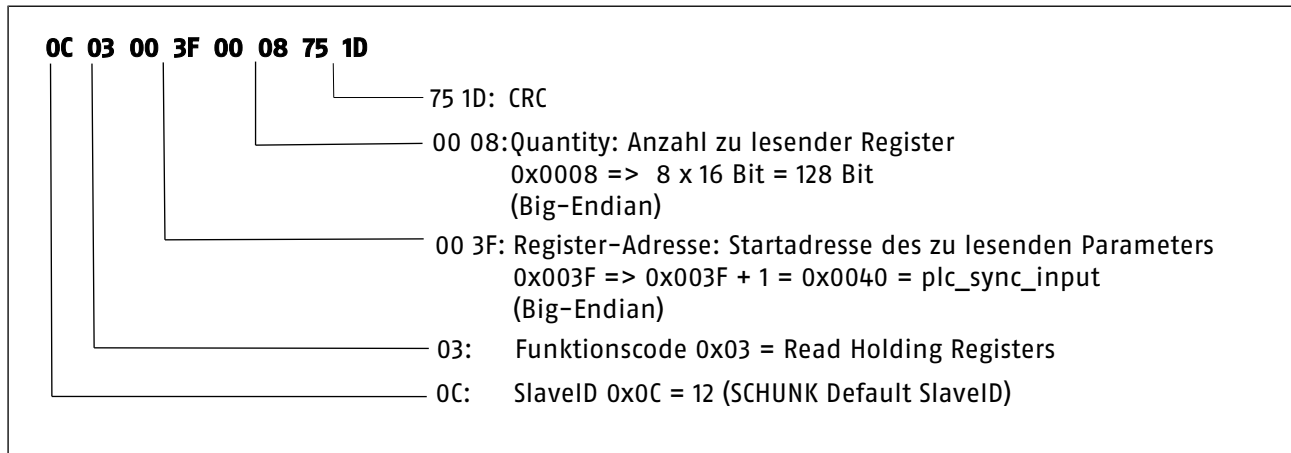 0C 03 00 3F 00 08 75 1D
75 1D: CRC
00 08:Quantity: Anzahl zu lesender Register
0x0008 => 8 x 16 Bit = 128 Bit
(Big-Endian)
00 3F: Register-Adresse: Startadresse des zu lesenden Parameters
0x003F => 0x003F + 1 = 0x0040 = plc_sync_input
(Big-Endian)
03: Funktionscode 0x03 = Read Holding Registers
0C: SlaveID 0x0C = 12 (SCHUNK Default SlaveID)